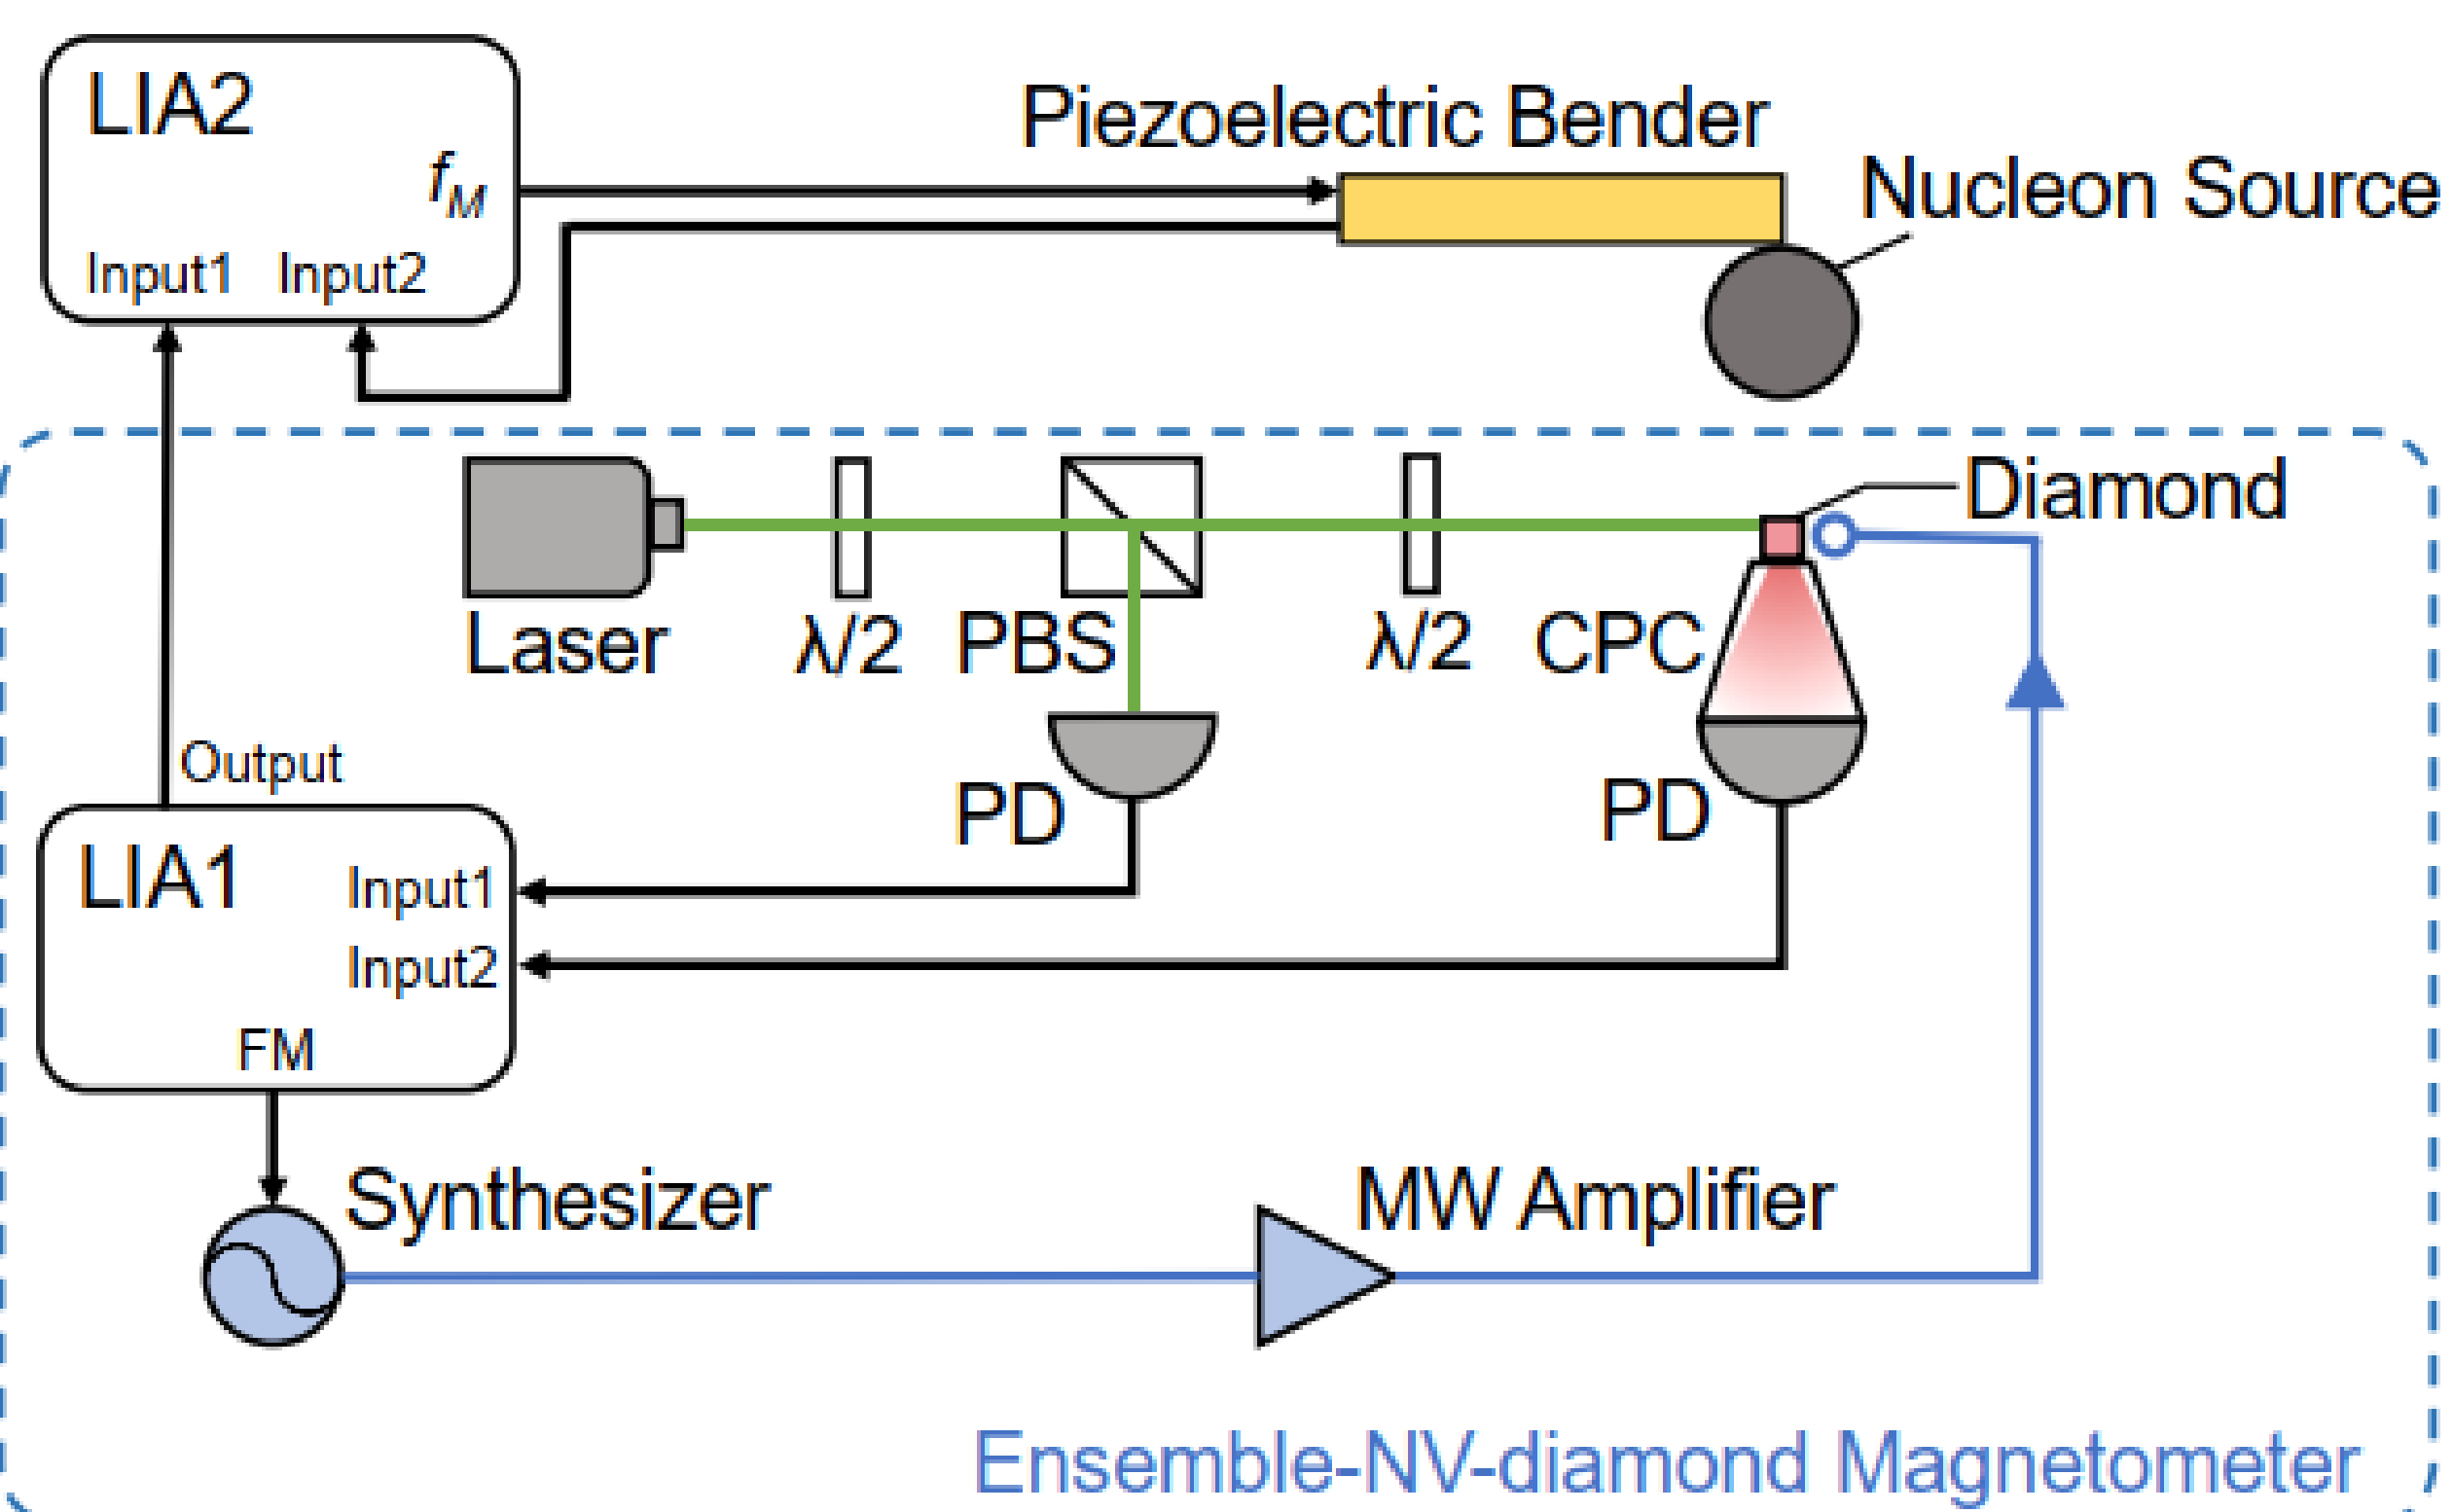 LIA2
f_M
Input1
Input2
Piezoelectric Bender
Nucleon Source
Diamond
Laser
λ/2
PBS
λ/2
CPC
Output
PD
PD
LIA1
Input1
Input2
FM
Synthesizer
MW Amplifier
Ensemble-NV-diamond Magnetometer